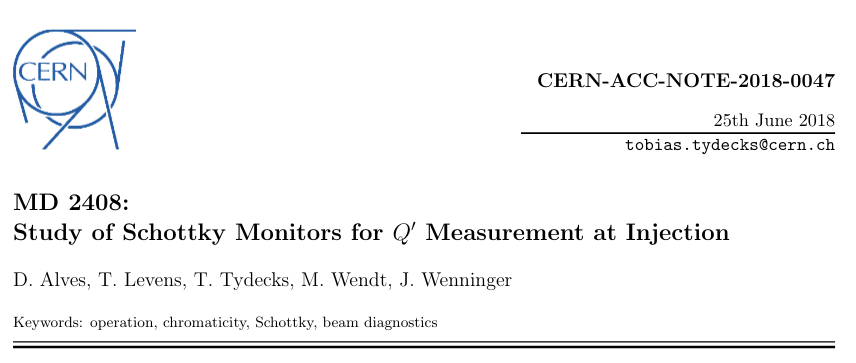 CERN
CERN-ACC-NOTE-2018-0047
25th June 2018
tobias.tydecks@cern.ch
MD 2408:
Study of Schottky Monitors for Q′ Measurement at Injection
D. Alves, T. Levens, T. Tydecks, M. Wendt, J. Wenninger
Keywords: operation, chromaticity, Schottky, beam diagnostics